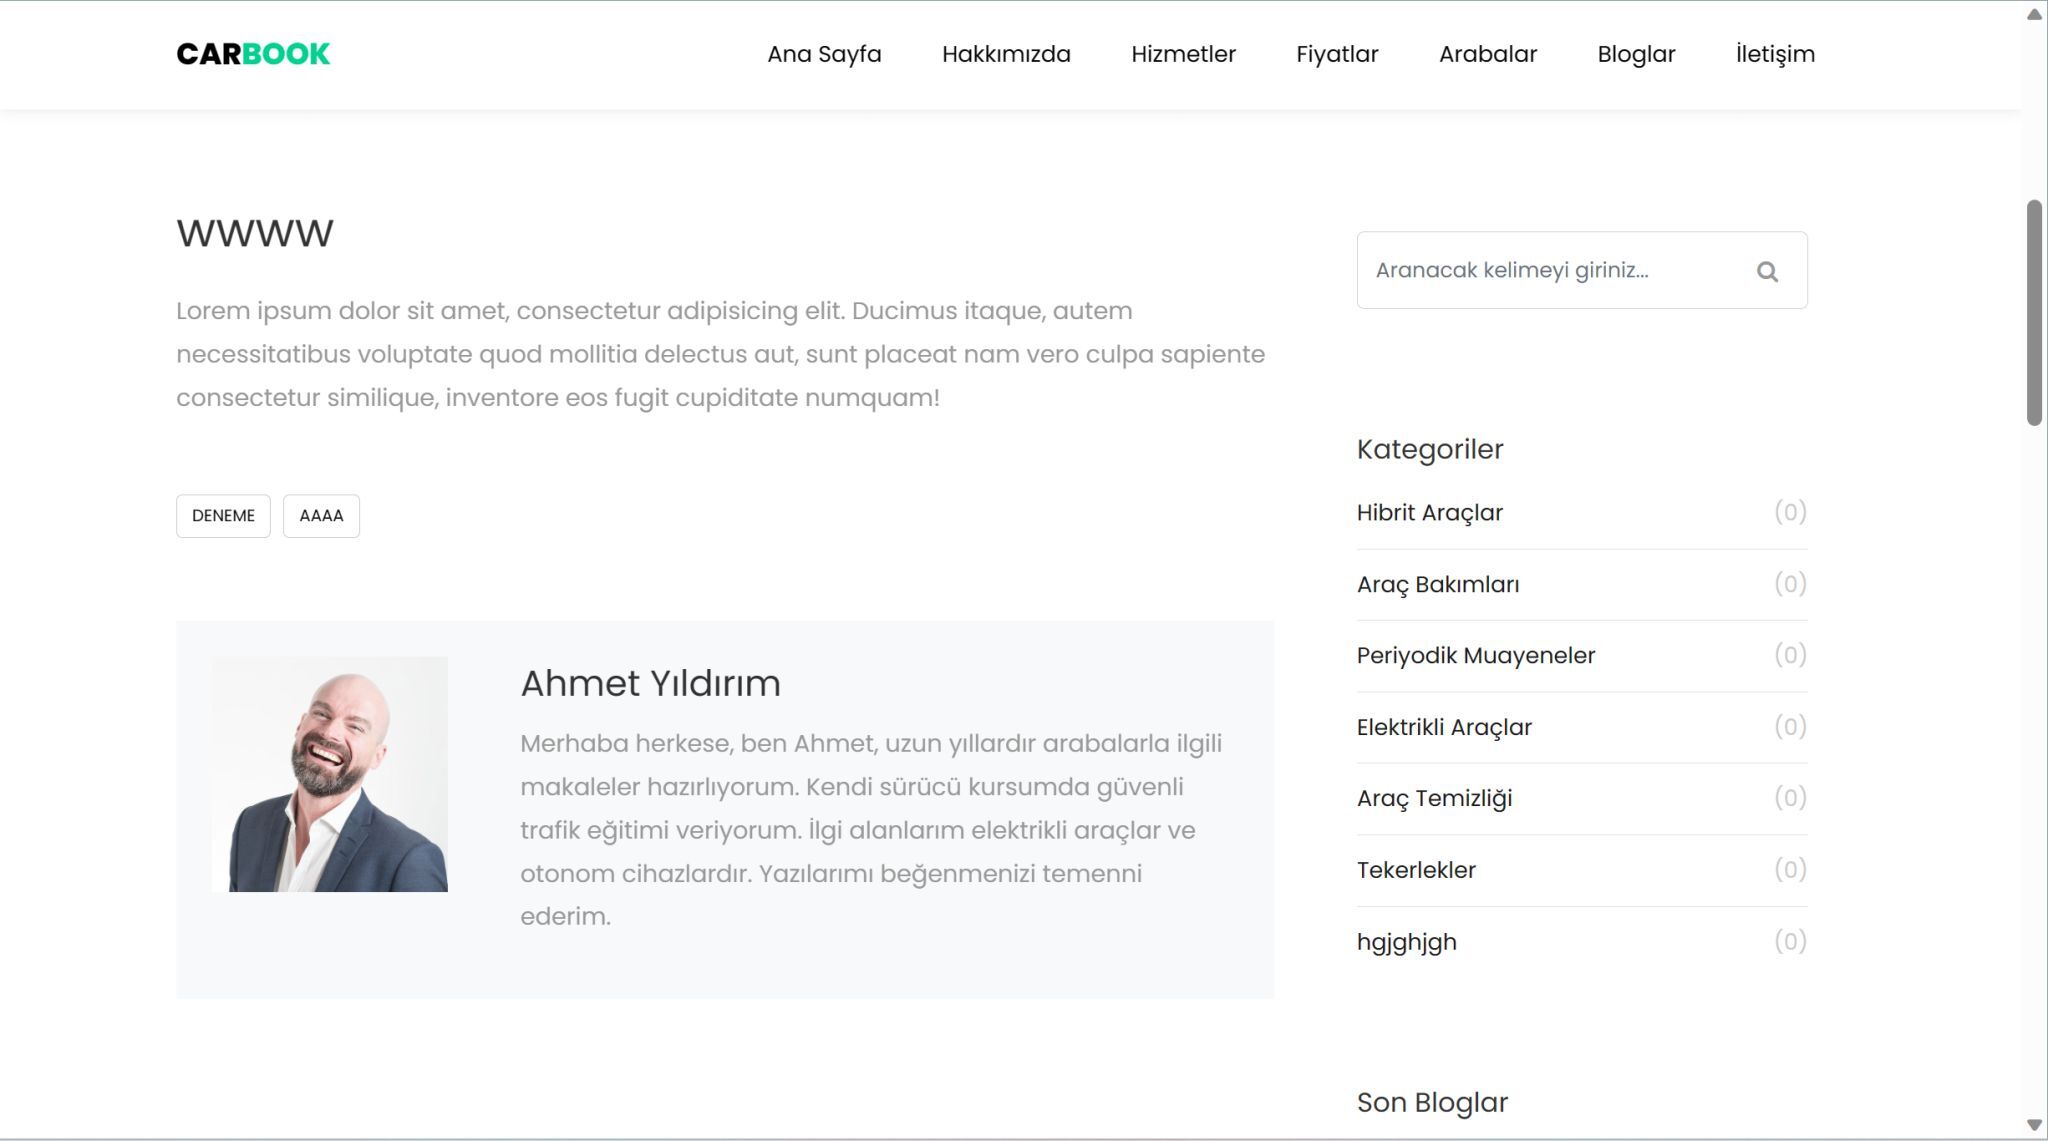 CARBOOK
Ana Sayfa
Hakkımızda
Hizmetler
Fiyatlar
Arabalar
Bloglar
İletişim
wwww
Lorem ipsum dolor sit amet, consectetur adipisicing elit. Ducimus itaque, autem
necessitatibus voluptate quod mollitia delectus aut, sunt placeat nam vero culpa sapiente
consectetur similique, inventore eos fugit cupiditate numquam!
DENEME
AAAA
Ahmet Yıldırım
Merhaba herkese, ben Ahmet, uzun yıllardır arabalarla ilgili
makaleler hazırlıyorum. Kendi sürücü kursumda güvenli
trafik eğitimi veriyorum. İlgi alanlarım elektrikli araçlar ve
otonom cihazlardır. Yazılarımı beğenmenizi temenni
ederim.
Aranacak kelimeyi giriniz...
Kategoriler
Hibrit Araçlar (0)
Araç Bakımları (0)
Periyodik Muayeneler (0)
Elektrikli Araçlar (0)
Araç Temizliği (0)
Tekerlekler (0)
hgjghjgh (0)
Son Bloglar